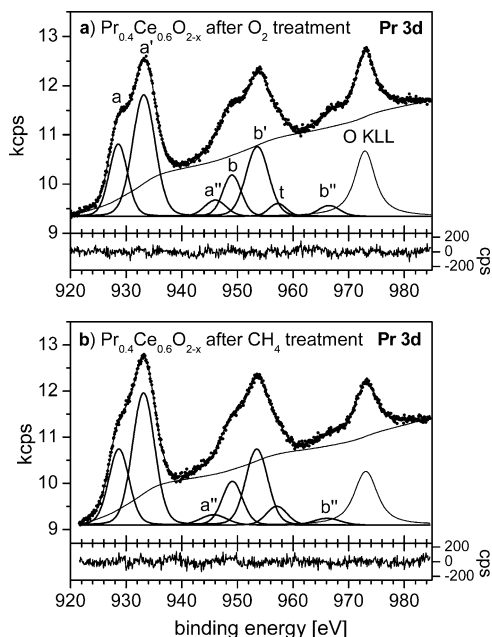 a) Pr0.4Ce0.6O2-x after O2 treatment Pr 3d
13
a'
a
12
kcps
11
b'
O KLL
b
10
a''
t
b''
9
200
0
-200
cps
920 930 940 950 960 970 980
b) Pr0.4Ce0.6O2-x after CH4 treatment Pr 3d
13
12
kcps
11
10
a''
b''
9
200
0
-200
cps
920 930 940 950 960 970 980
binding energy [eV]